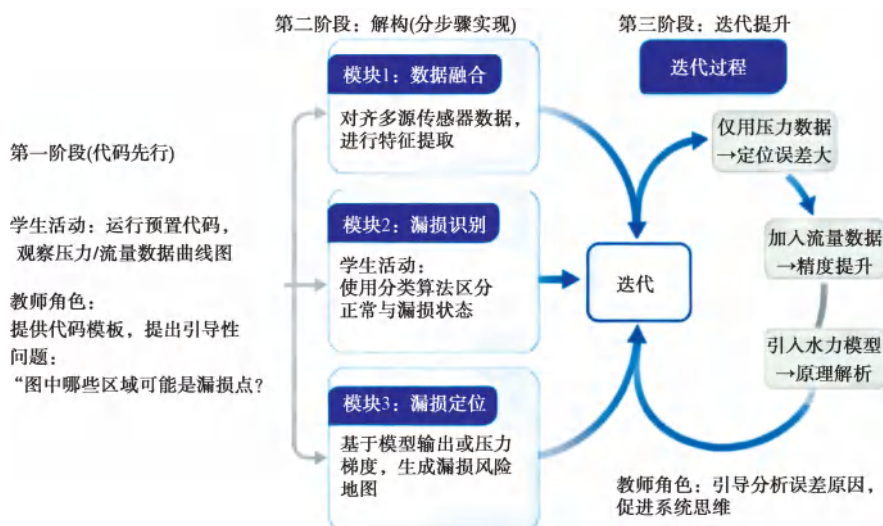 第一阶段(代码先行)
学生活动：运行预置代码，
观察压力/流量数据曲线图
教师角色：
提供代码模板，提出引导性
问题：
“图中哪些区域可能是漏损点？
第二阶段：解构(分步骤实现)
模块1：数据融合
对齐多源传感器数据，
进行特征提取
模块2：漏损识别
学生活动：
使用分类算法区分
正常与漏损状态
模块3：漏损定位
基于模型输出或压力
梯度，生成漏损风险
地图
迭代
第三阶段：迭代提升
迭代过程
仅用压力数据
→定位误差大
加入流量数据
→精度提升
引入水力模型
→原理解析
教师角色：引导分析误差原因，
促进系统思维